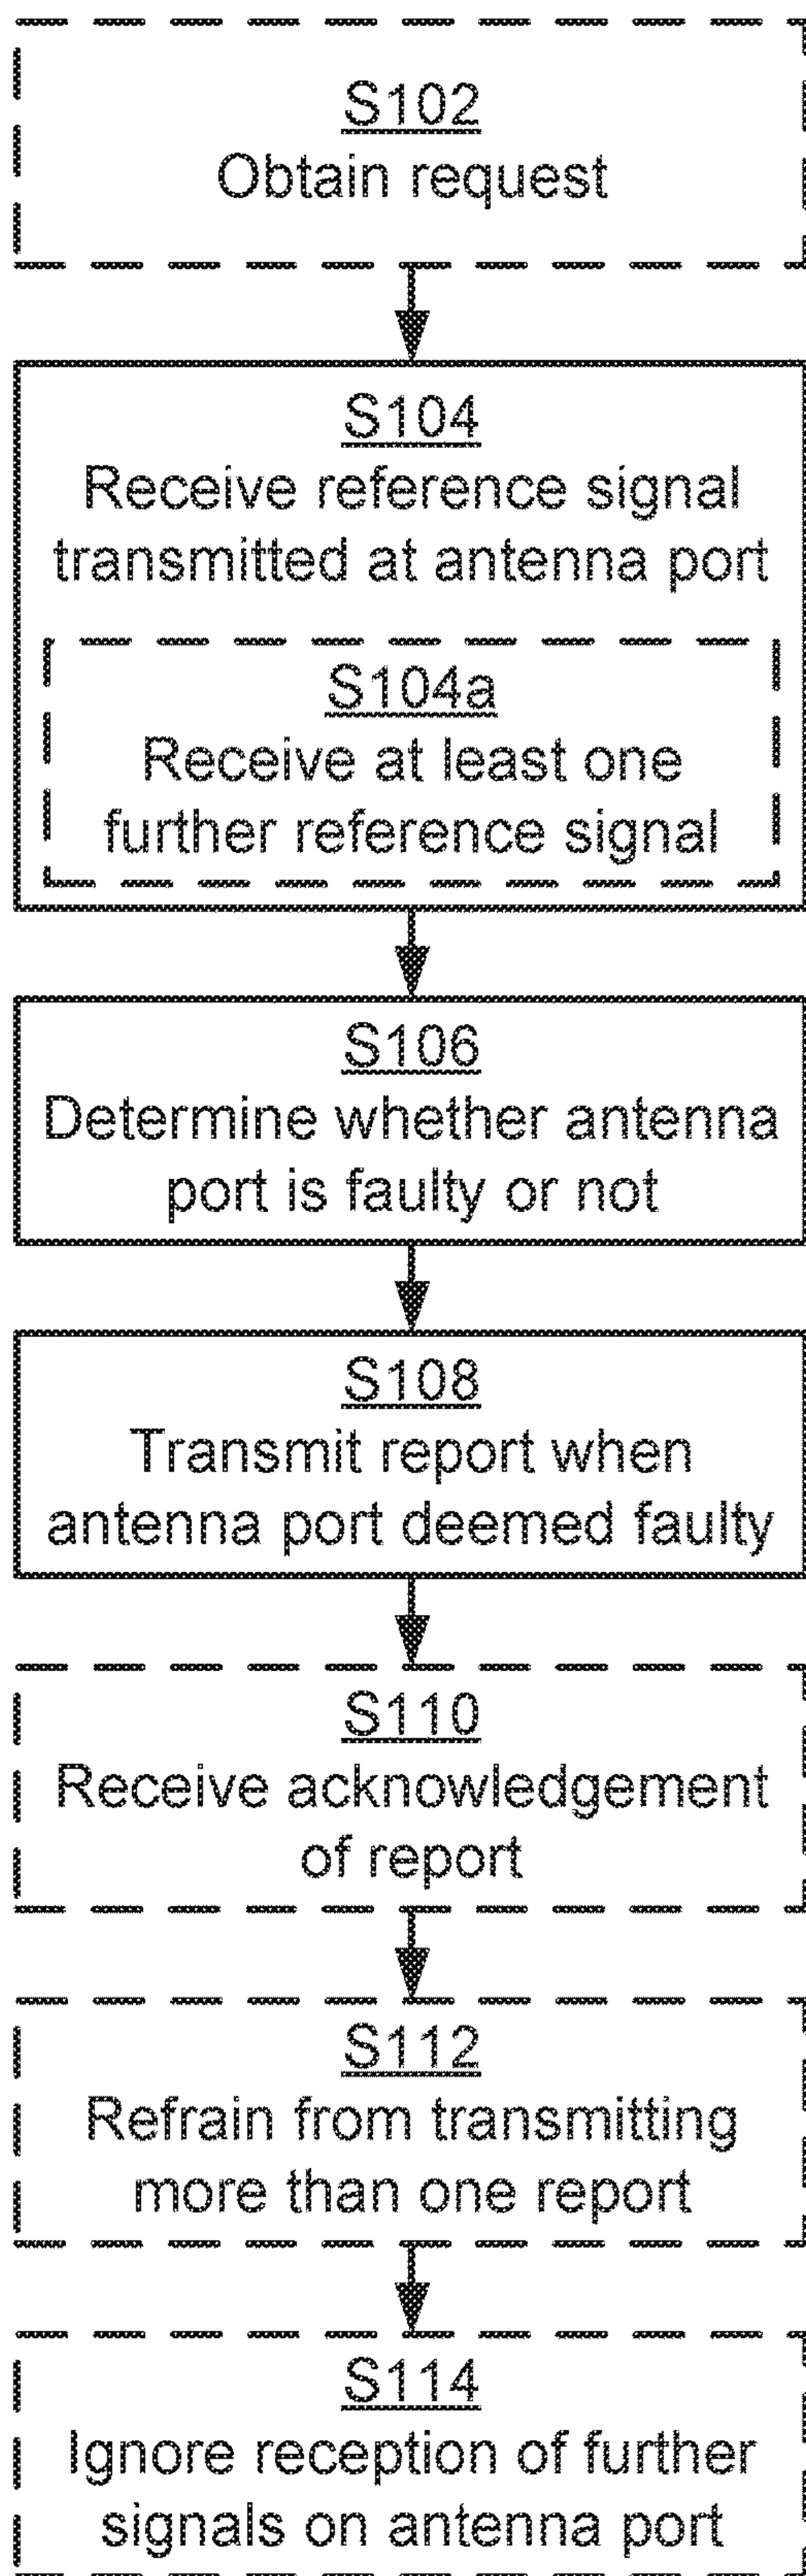 S102
Obtain request
S104
Receive reference signal
transmitted at antenna port
S104a
Receive at least one
further reference signal
S106
Determine whether antenna
port is faulty or not
S108
Transmit report when
antenna port deemed faulty
S110
Receive acknowledgement
of report
S112
Refrain from transmitting
more than one report
S114
Ignore reception of further
signals on antenna port